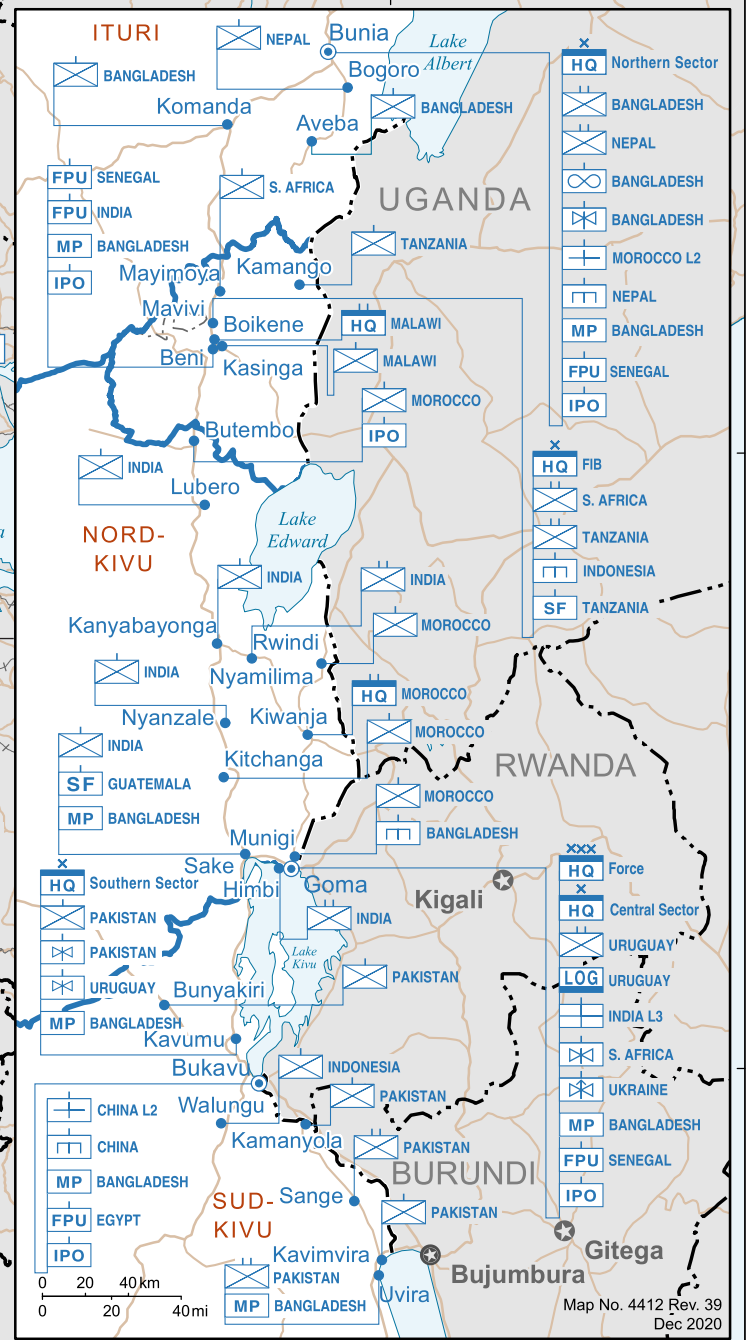 ITURI
NEPAL
Bunia
Lake
Albert
×
HQ Northern Sector
BANGLADESH
Bogoro
BANGLADESH
BANGLADESH
Komanda
Aveba
NEPAL
FPU SENEGAL
S. AFRICA
UGANDA
BANGLADESH
FPU INDIA
BANGLADESH
MP BANGLADESH
TANZANIA
MOROCCO L2
IPO
Mayimoya
Kamango
NEPAL
Mavivi
Boikene
HQ MALAWI
MP BANGLADESH
Beni
Kasinga
MALAWI
FPU SENEGAL
MOROCCO
IPO
Butembo
IPO
×
HQ FIB
INDIA
Lubero
S. AFRICA
NORD-
KIVU
Lake
Edward
TANZANIA
INDONESIA
INDIA
INDIA
SF TANZANIA
Kanyabayonga
Rwindi
MOROCCO
INDIA
Nyamilima
HQ MOROCCO
Nyanzale
Kiwanja
MOROCCO
INDIA
Kitchanga
RWANDA
SF GUATEMALA
MOROCCO
MP BANGLADESH
BANGLADESH
Munigi
×××
×
Sake
HQ Force
HQ Southern Sector
Himbi
Goma
Kigali
×
HQ Central Sector
PAKISTAN
INDIA
URUGUAY
PAKISTAN
Lake
Kivu
LOG URUGUAY
URUGUAY
Bunyakiri
PAKISTAN
INDIA L3
MP BANGLADESH
Kavumu
S. AFRICA
Bukavu
INDONESIA
UKRAINE
CHINA L2
Walungu
PAKISTAN
MP BANGLADESH
CHINA
Kamanyola
PAKISTAN
FPU SENEGAL
MP BANGLADESH
BURUNDI
IPO
FPU EGYPT
SUD-
KIVU
Sange
PAKISTAN
IPO
Kavimvira
Gitega
0 20 40 km
PAKISTAN
Bujumbura
0 20 40 mi
MP BANGLADESH
Uvira
Map No. 4412 Rev. 39
Dec 2020